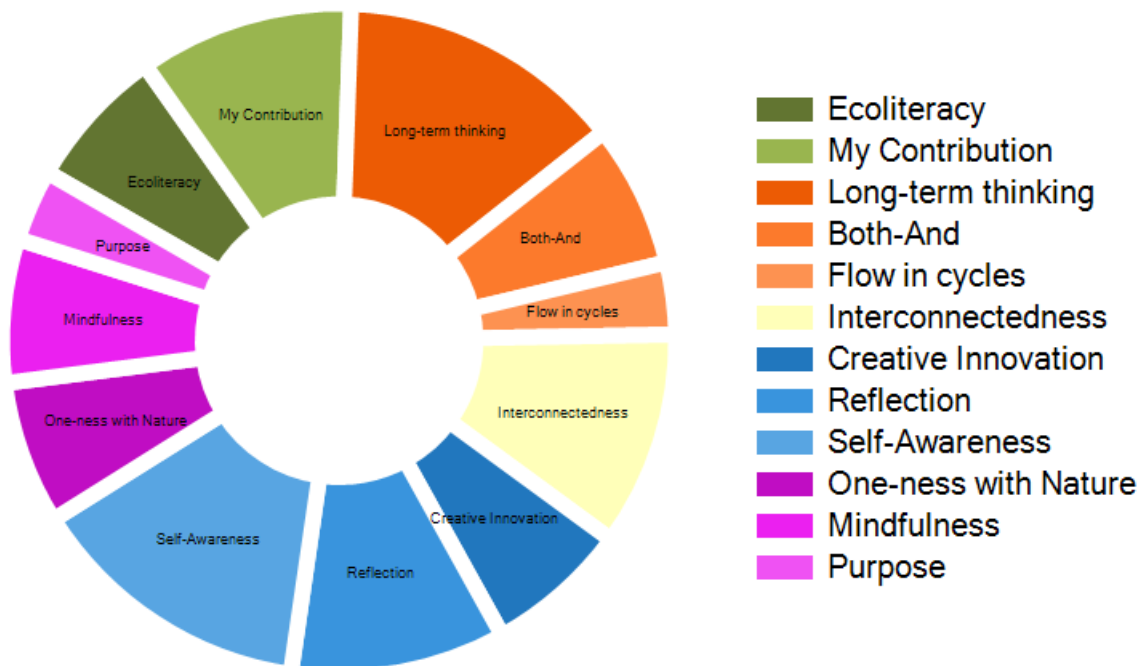 My Contribution
Long-term thinking
Ecoliteracy
Both-And
Purpose
Flow in cycles
Mindfulness
Interconnectedness
One-ness with Nature
Creative Innovation
Self-Awareness
Reflection
Ecoliteracy
My Contribution
Long-term thinking
Both-And
Flow in cycles
Interconnectedness
Creative Innovation
Reflection
Self-Awareness
One-ness with Nature
Mindfulness
Purpose